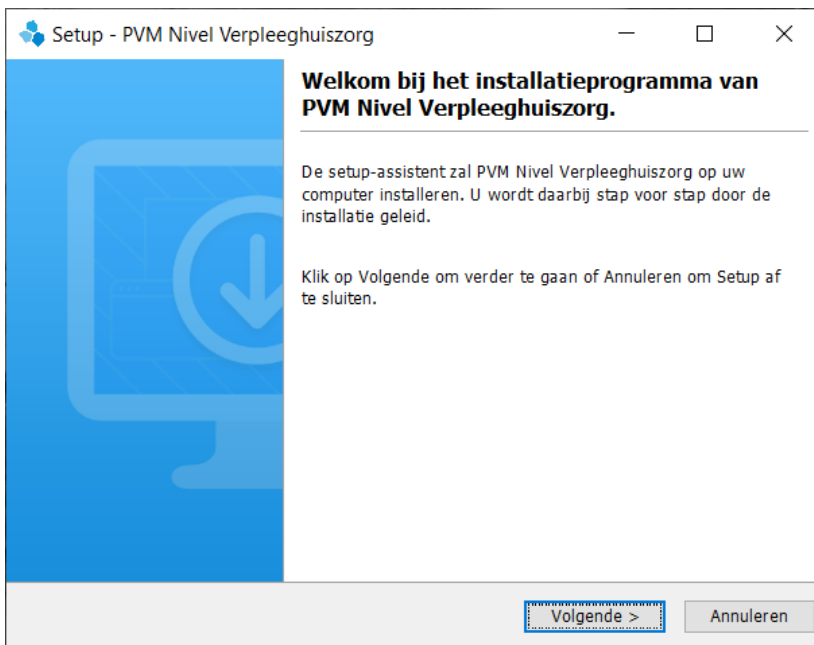 Setup - PVM Nivel Verpleeghuiszorg
Welkom bij het installatieprogramma van
PVM Nivel Verpleeghuiszorg.
De setup-assistent zal PVM Nivel Verpleeghuiszorg op uw
computer installeren. U wordt daarbij stap voor stap door de
installatie geleid.
Klik op Volgende om verder te gaan of Annuleren om Setup af
te sluiten.
Volgende >
Annuleren